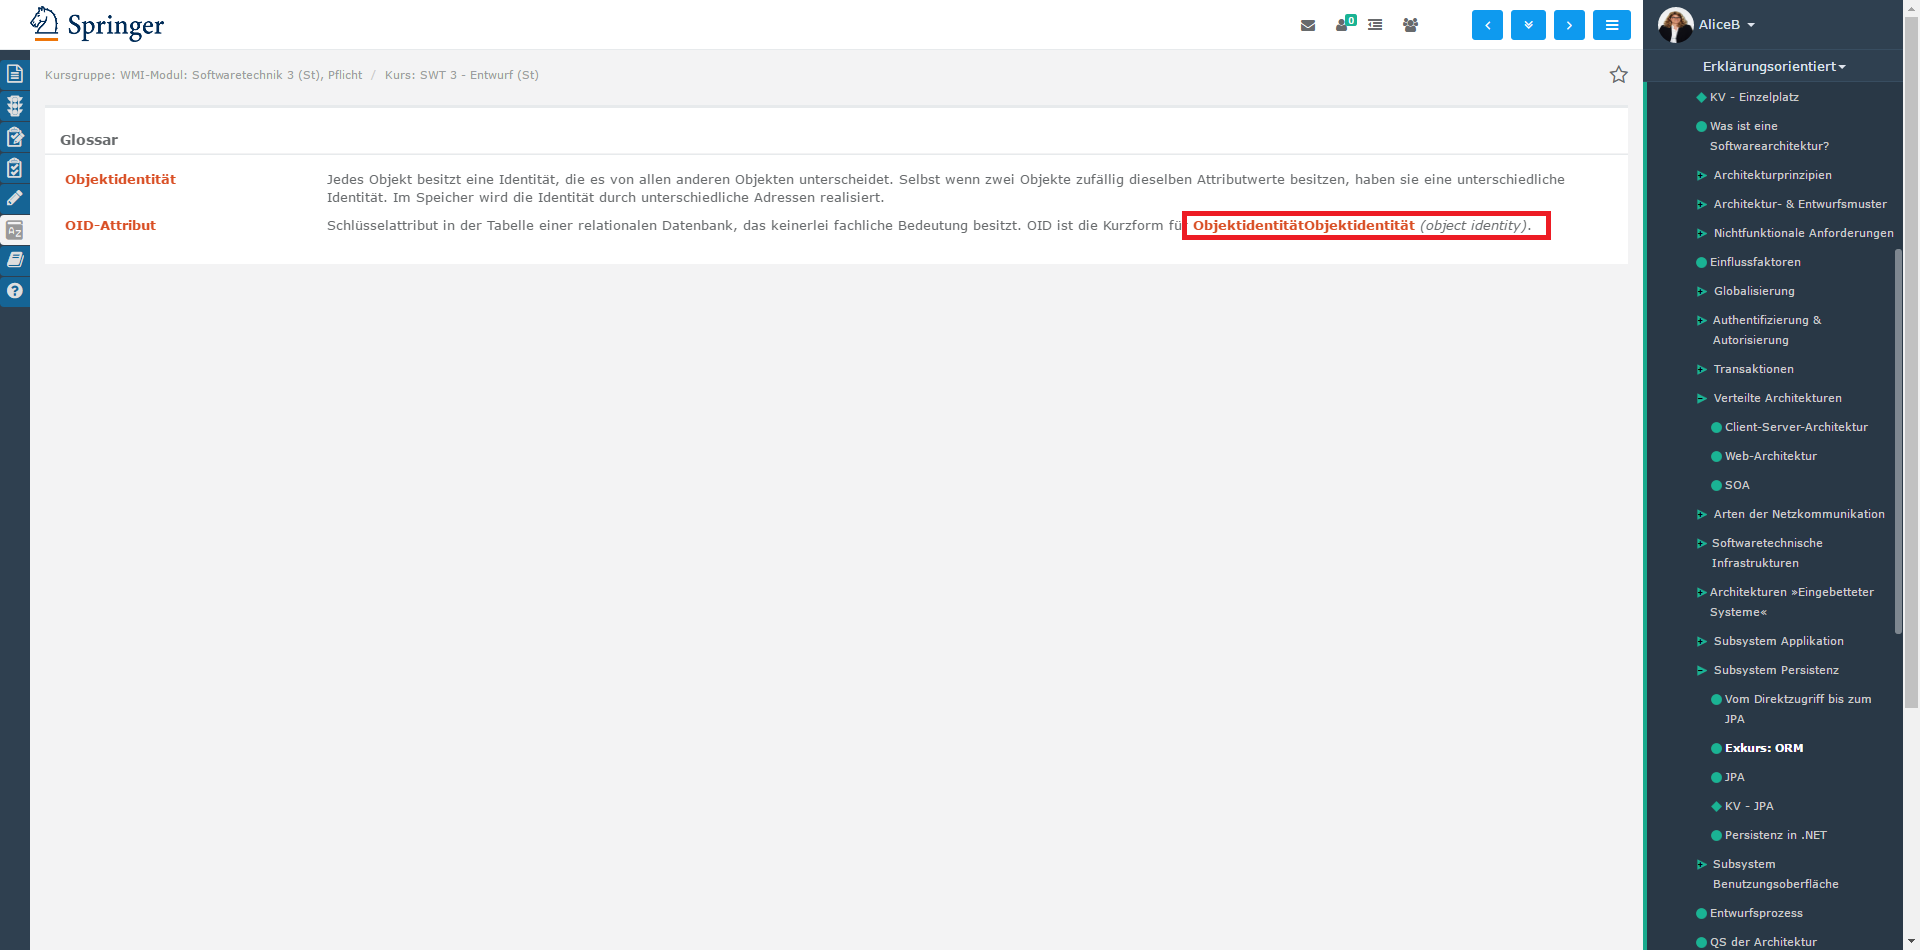 Springer
0
AliceB
Erklärungsorientiert
Kursgruppe: WMI-Modul: Softwaretechnik 3 (St), Pflicht / Kurs: SWT 3 - Entwurf (St)
Glossar
Objektidentität
Jedes Objekt besitzt eine Identität, die es von allen anderen Objekten unterscheidet. Selbst wenn zwei Objekte zufällig dieselben Attributwerte besitzen, haben sie eine unterschiedliche
Identität. Im Speicher wird die Identität durch unterschiedliche Adressen realisiert.
OID-Attribut
Schlüsselattribut in der Tabelle einer relationalen Datenbank, das keinerlei fachliche Bedeutung besitzt. OID ist die Kurzform fü ObjektidentitätObjektidentität (object identity).
AZ
?
KV - Einzelplatz
Was ist eine
Softwarearchitektur?
Architekturprinzipien
Architektur- & Entwurfsmuster
Nichtfunktionale Anforderungen
Einflussfaktoren
Globalisierung
Authentifizierung &
Autorisierung
Transaktionen
Verteilte Architekturen
Client-Server-Architektur
Web-Architektur
SOA
Arten der Netzkommunikation
Softwaretechnische
Infrastrukturen
Architekturen »Eingebetteter
Systeme«
Subsystem Applikation
Subsystem Persistenz
Vom Direktzugriff bis zum
JPA
Exkurs: ORM
JPA
KV - JPA
Persistenz in .NET
Subsystem
Benutzungsoberfläche
Entwurfsprozess
QS der Architektur